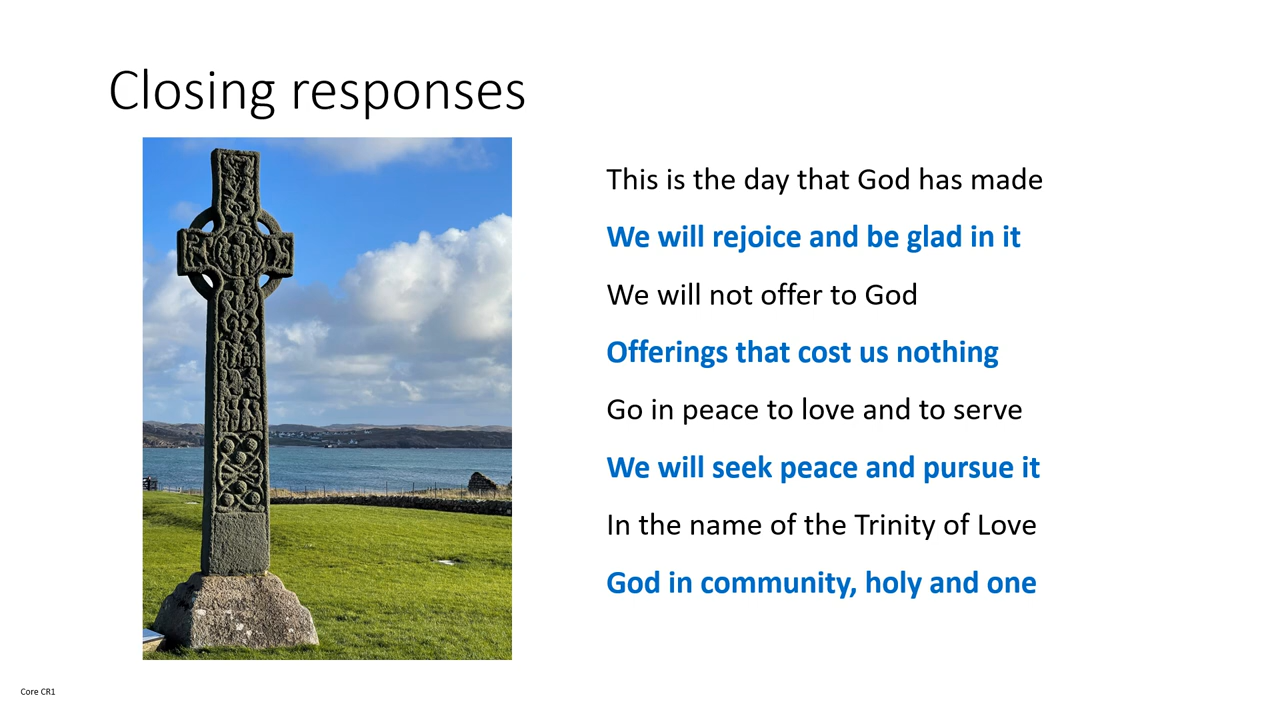 Closing responses
This is the day that God has made
We will rejoice and be glad in it
We will not offer to God
Offerings that cost us nothing
Go in peace to love and to serve
We will seek peace and pursue it
In the name of the Trinity of Love
God in community, holy and one
Core CR1